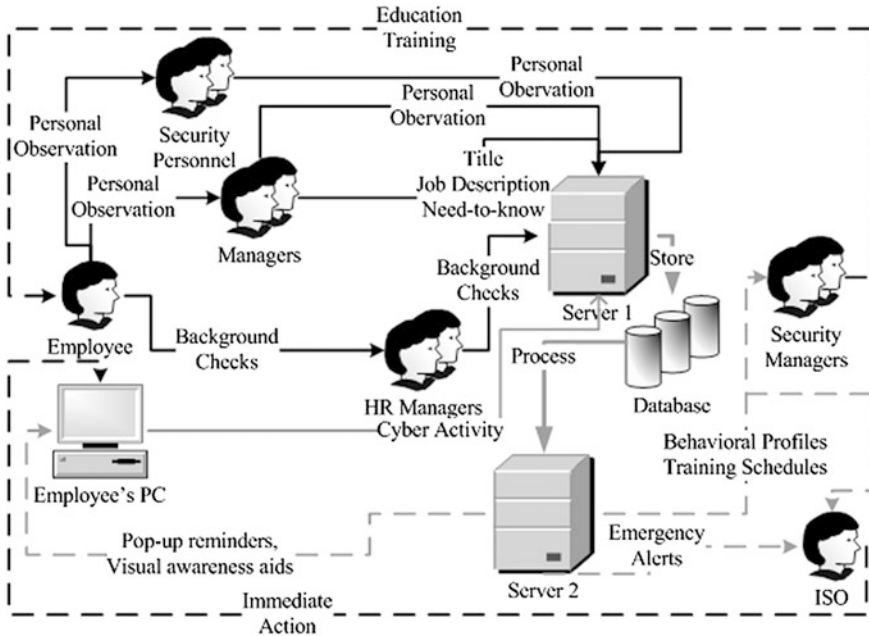 Education
Training
Personal
Obervation
Personal
Obervation
Personal
Observation
Security
Personnel
Title
Job Description
Need-to-know
Personal
Observation
Managers
Store
Background
Checks
Server 1
Employee
Background
Checks
Security
Managers
Process
HR Managers
Cyber Activity
Database
Behavioral Profiles
Training Schedules
Employee's PC
Pop-up reminders,
Visual awareness aids
Emergency
Alerts
Server 2
ISO
Immediate
Action